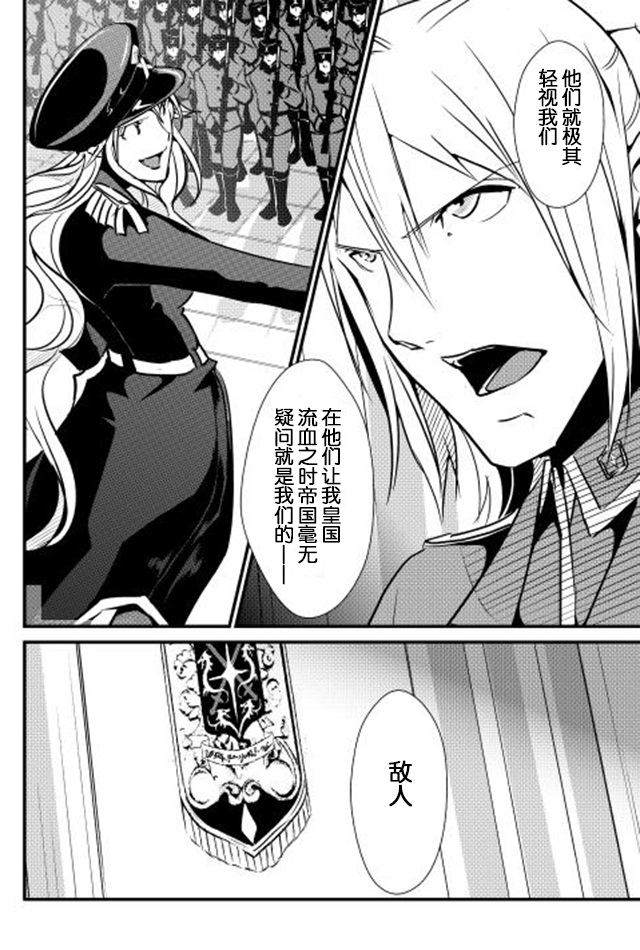 他们就极其
轻视我们
在他们让我皇国
流血之时帝国毫无
疑问就是我们的——
敌人